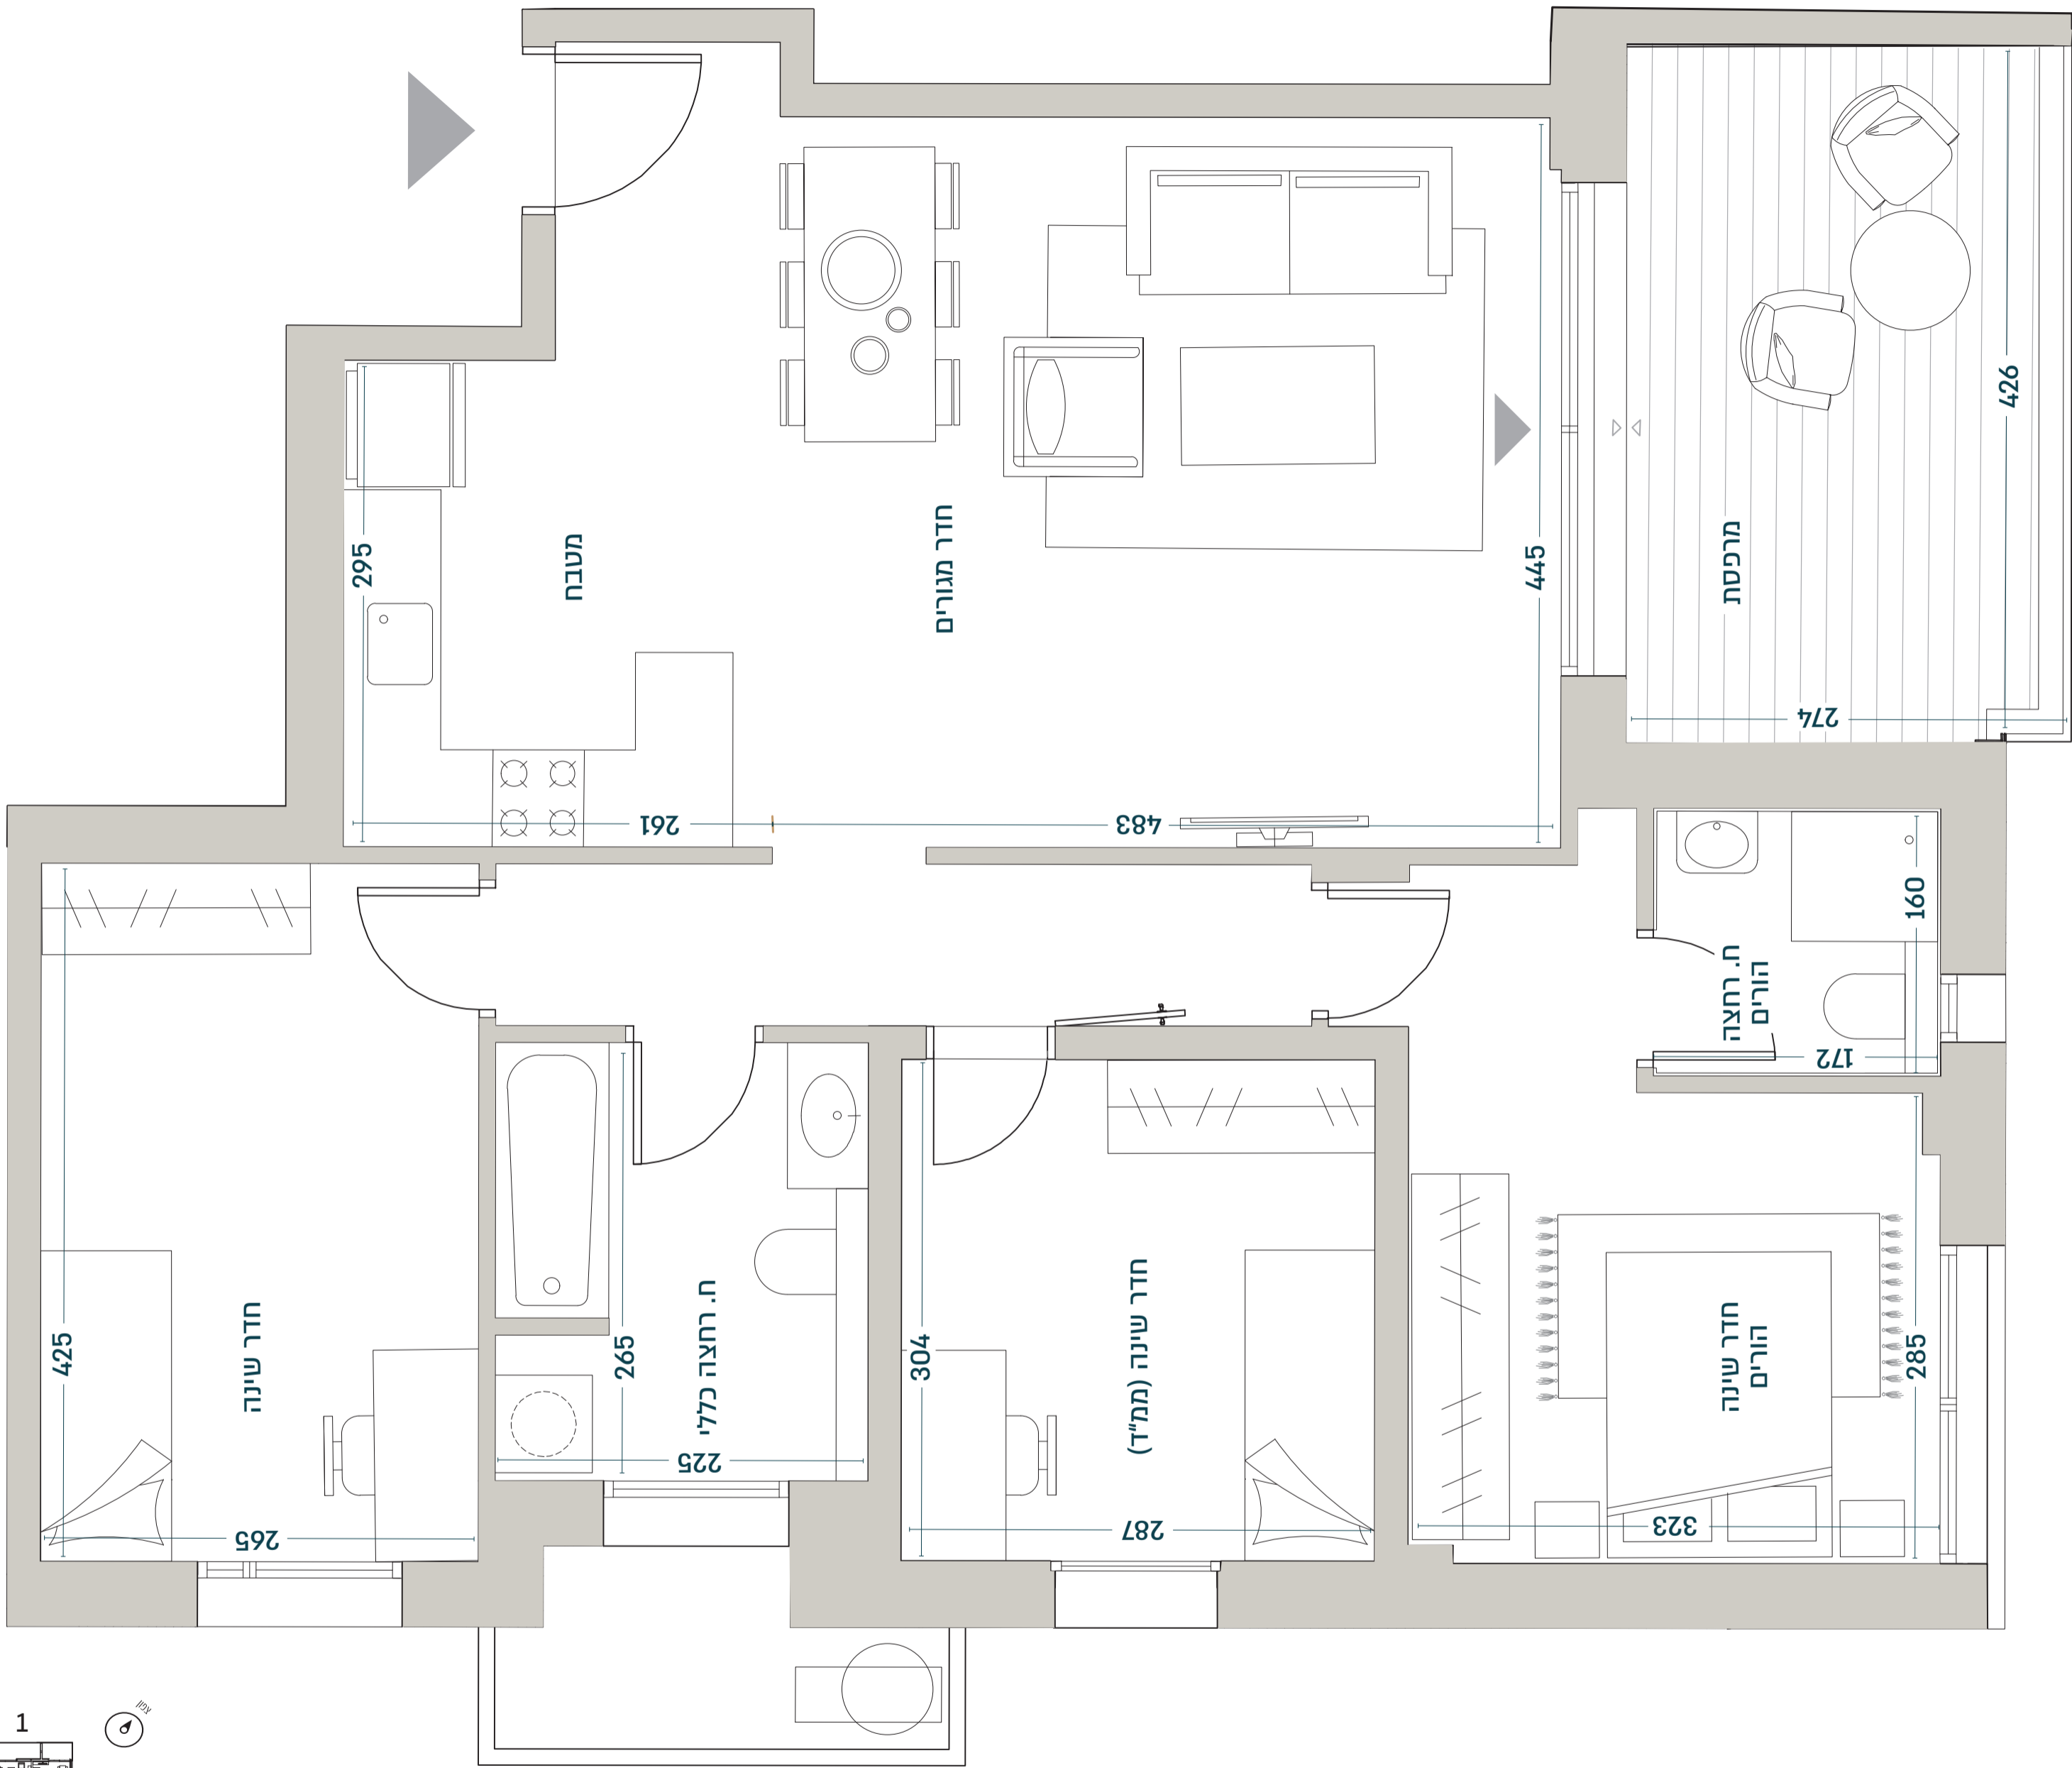 426
מרפסת
274
445
חדר מגורים
מטבח
295
261
483
160
ח. רחצה
הורים
172
425
חדר שינה
265
265
ח. רחצה כללי
225
304
חדר שינה (ממ"ד)
287
חדר שינה
הורים
285
323
צפון
1